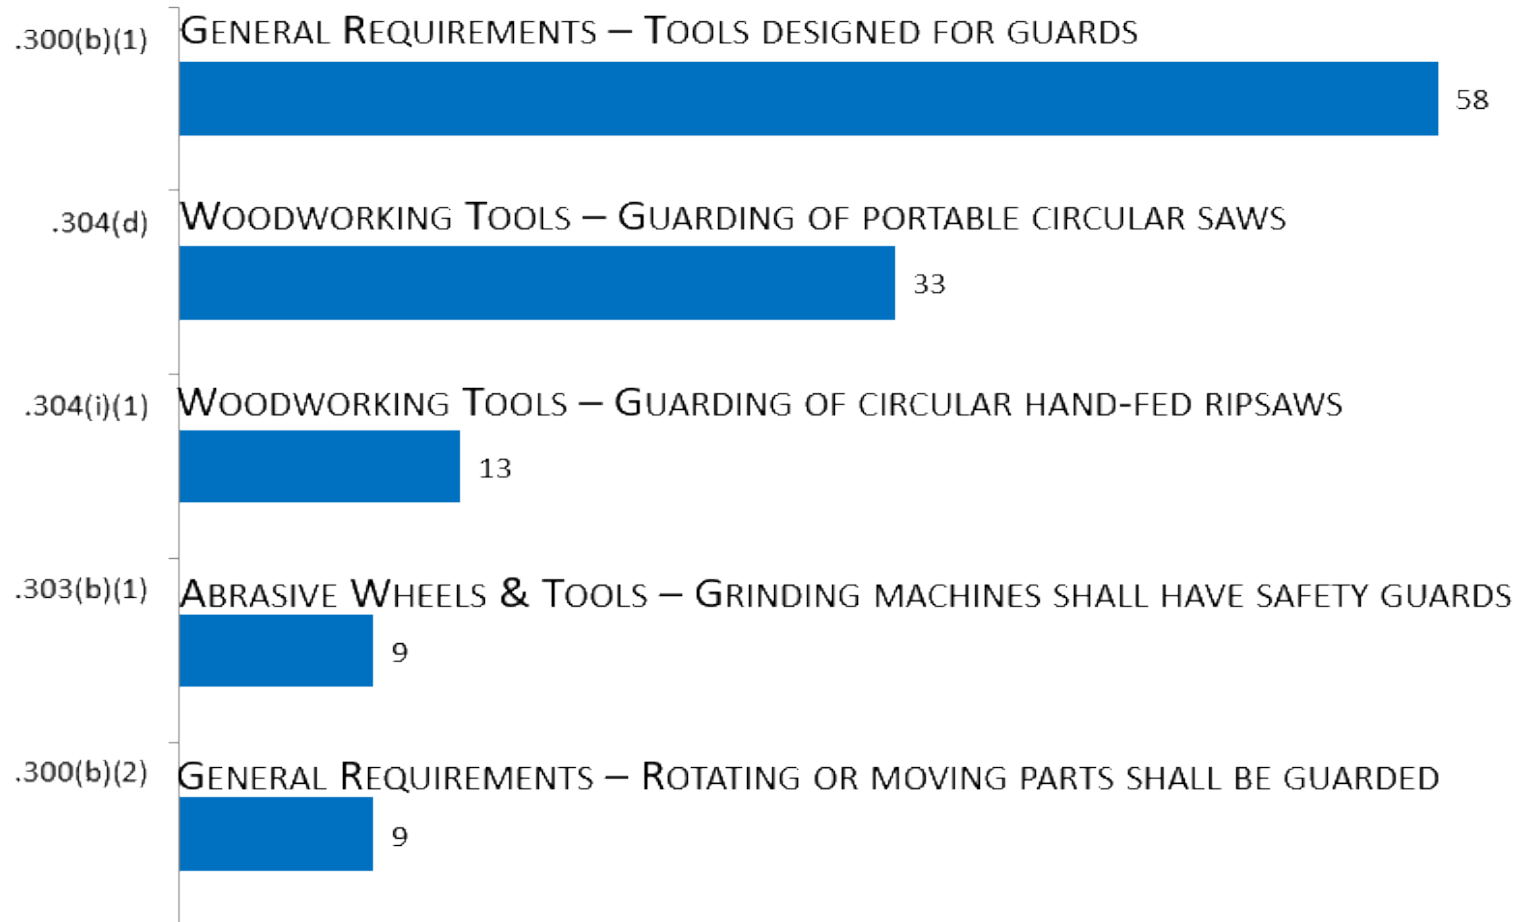 .300(b)(1) General Requirements – Tools designed for guards
58
.304(d) Woodworking Tools – Guarding of portable circular saws
33
.304(i)(1) Woodworking Tools – Guarding of circular hand-fed ripsaws
13
.303(b)(1) Abrasive Wheels & Tools – Grinding machines shall have safety guards
9
.300(b)(2) General Requirements – Rotating or moving parts shall be guarded
9